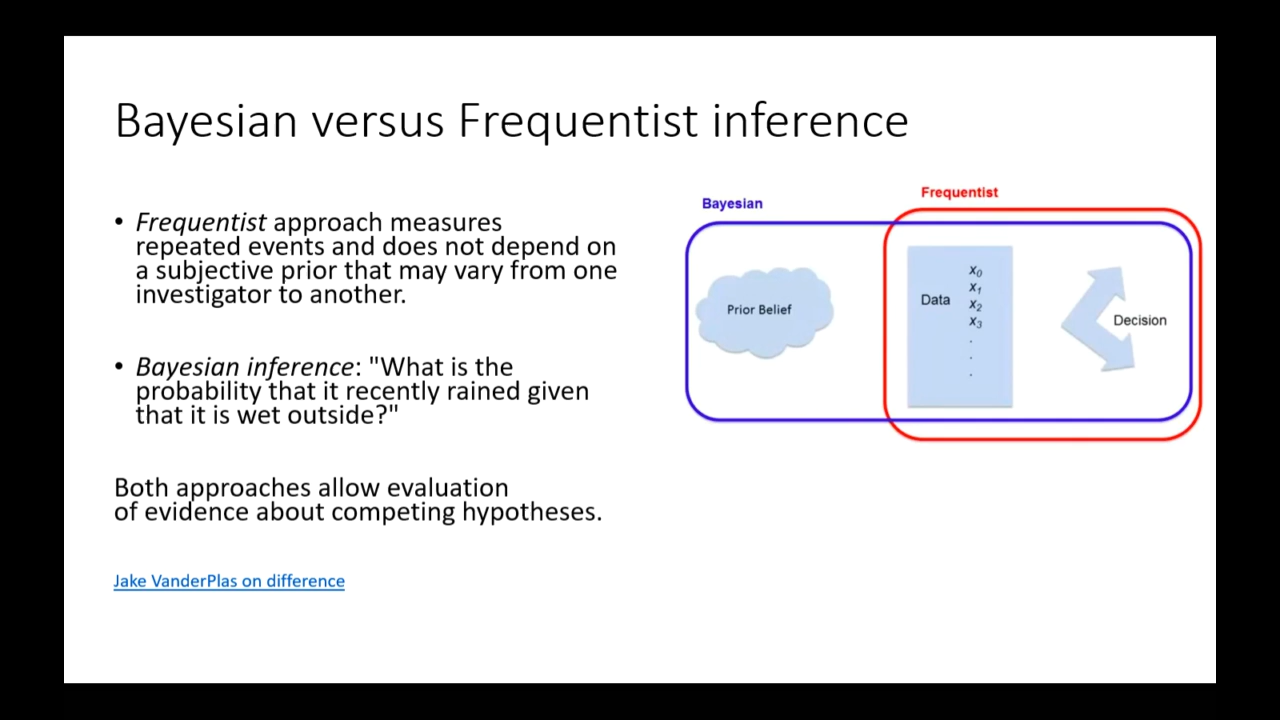 Bayesian versus Frequentist inference
• Frequentist approach measures
repeated events and does not depend on
a subjective prior that may vary from one
investigator to another.
• Bayesian inference: "What is the
probability that it recently rained given
that it is wet outside?"
Both approaches allow evaluation
of evidence about competing hypotheses.
Jake VanderPlas on difference
Bayesian
Frequentist
Prior Belief
Data
x₀
x₁
x₂
x₃
.
.
.
Decision